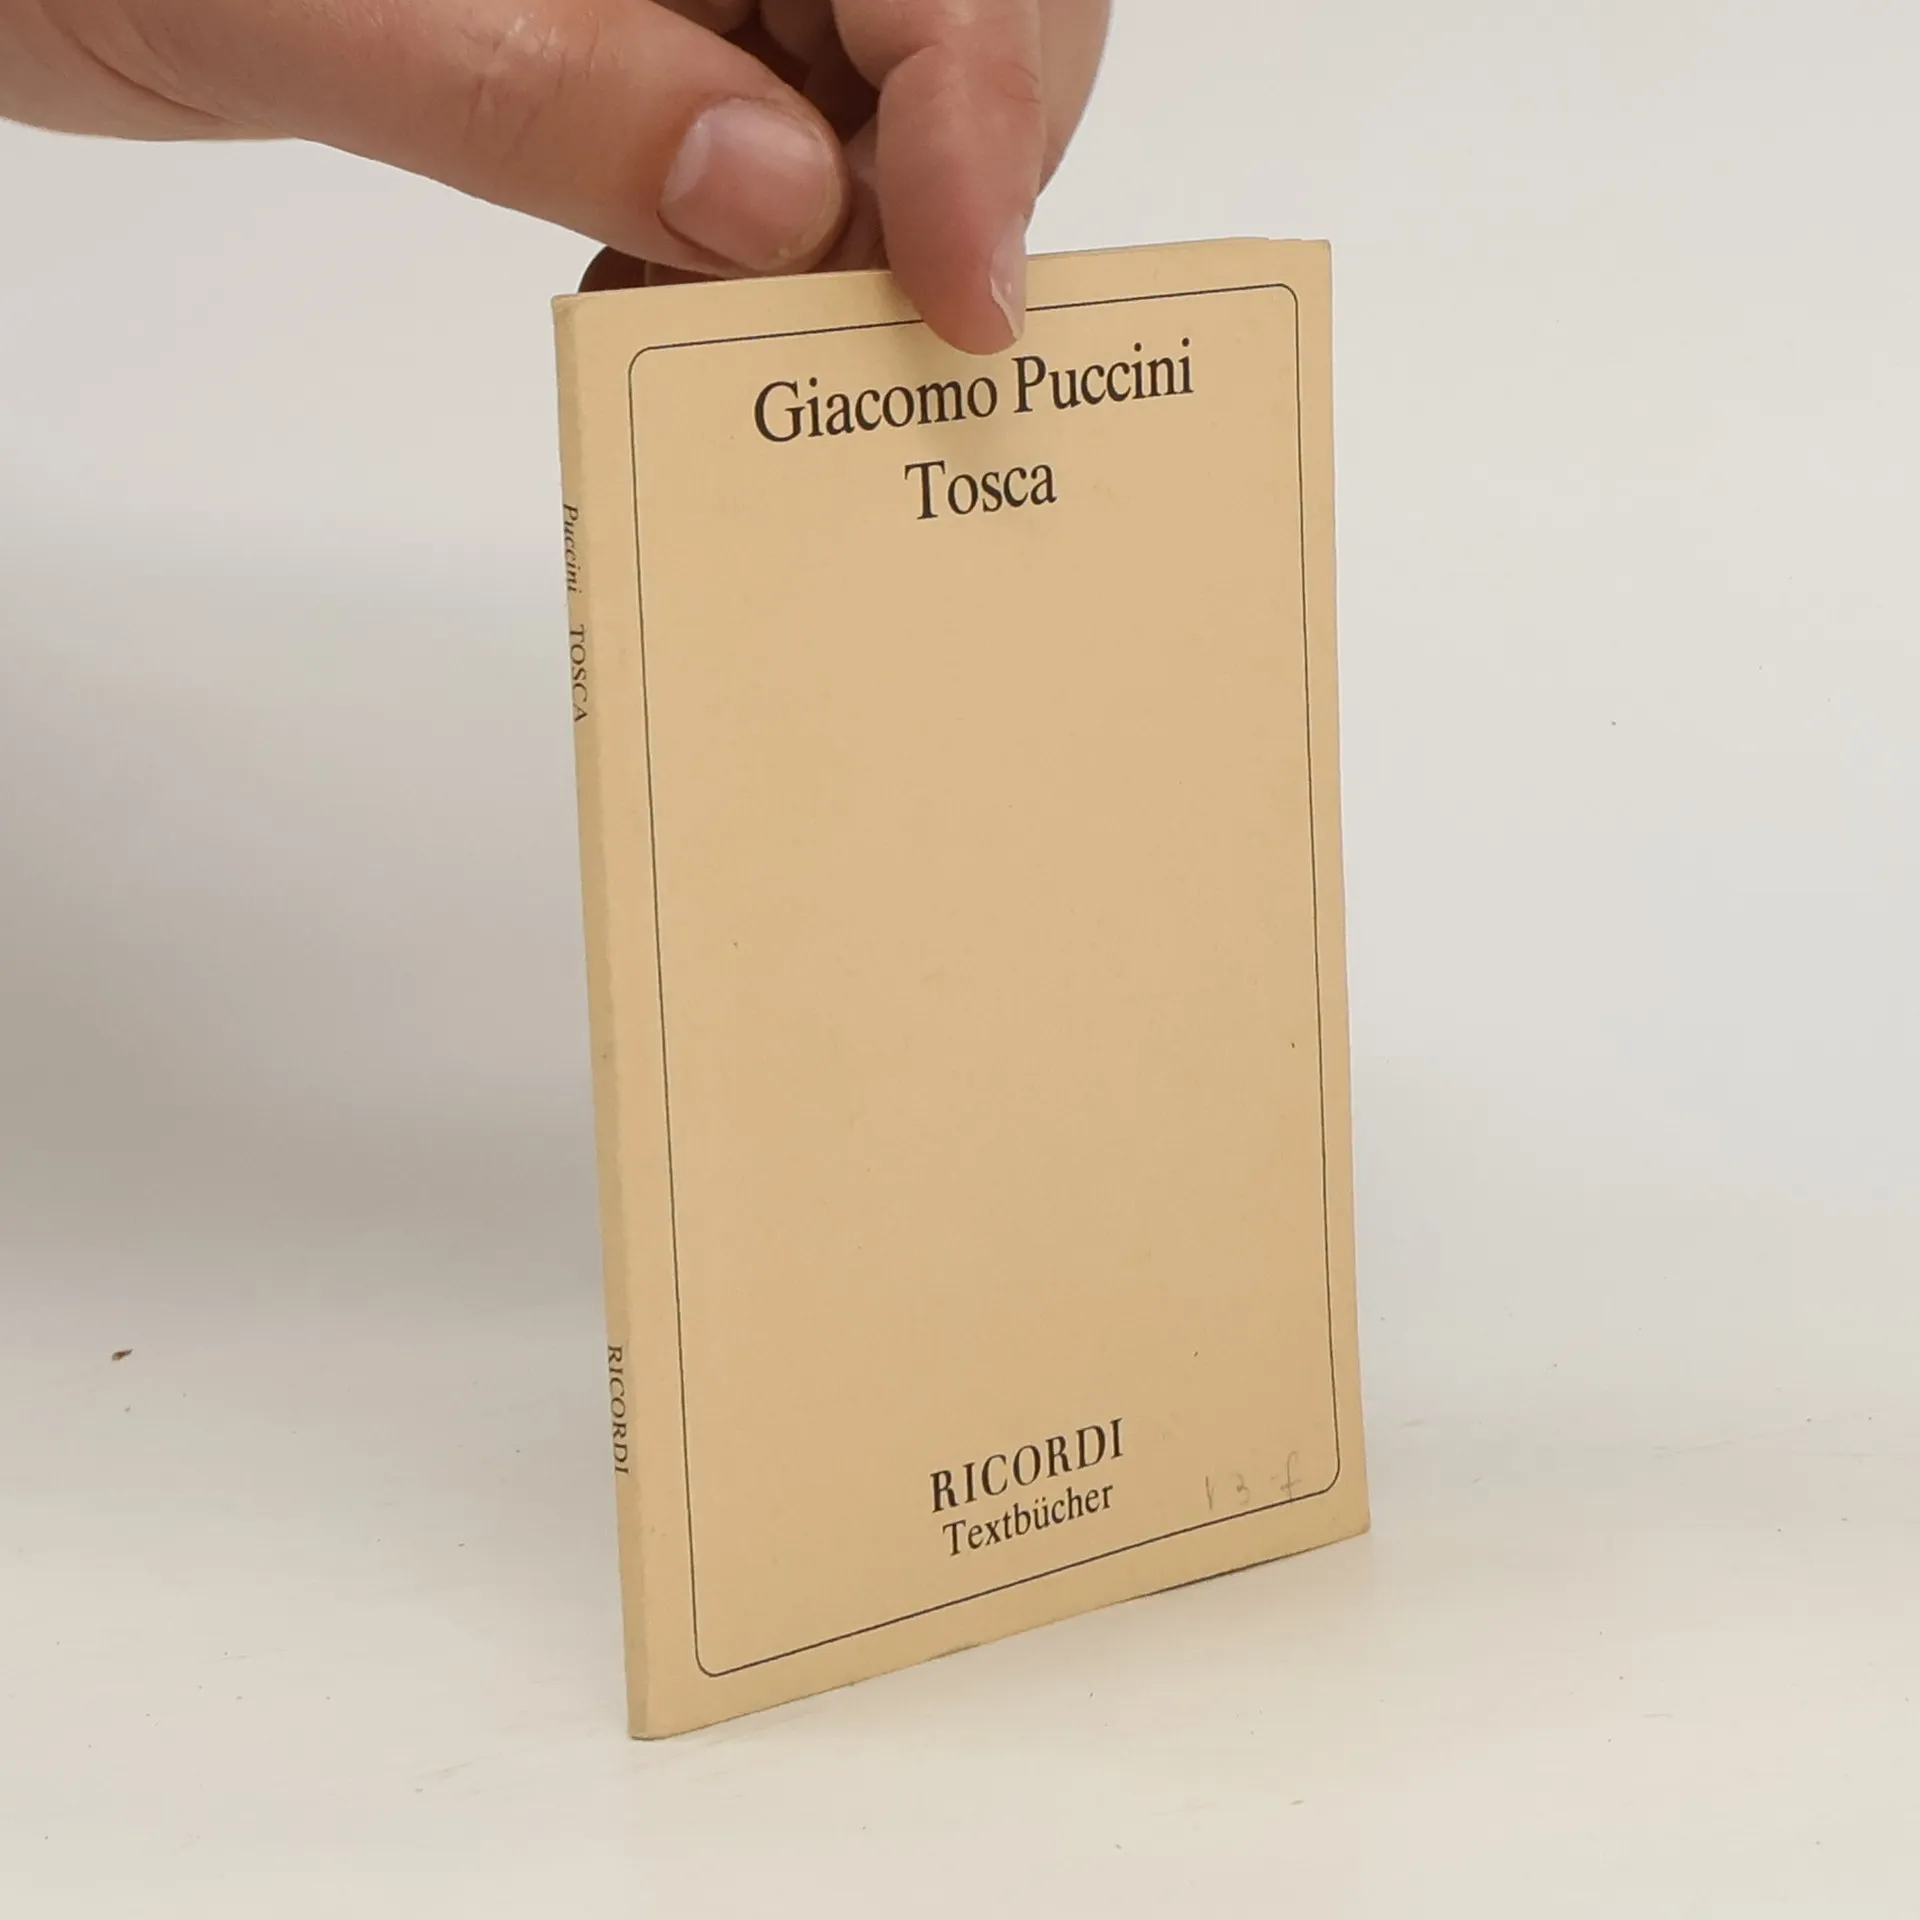 Giacomo Puccini
Tosca
RICORDI
Textbücher
Puccini TOSCA
RICORDI